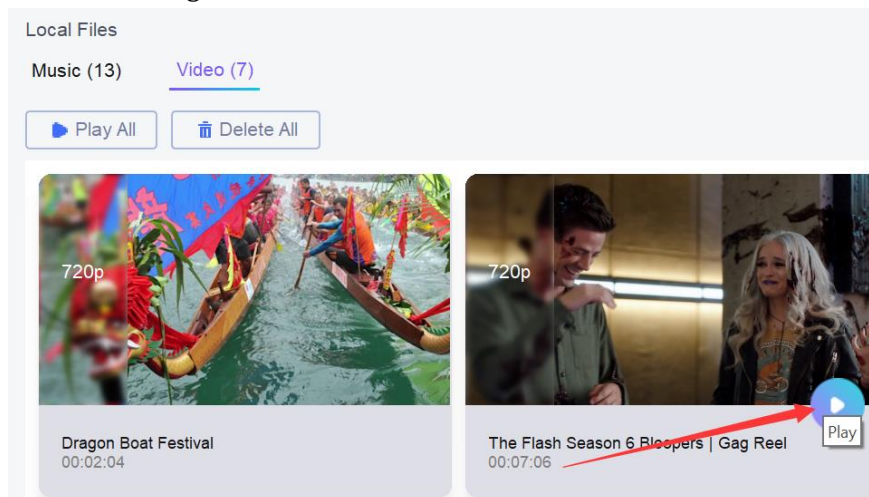 Local Files
Music (13)
Video (7)
Play All
Delete All
720p
720p
Dragon Boat Festival
00:02:04
The Flash Season 6 Bloopers | Gag Reel
00:07:06
Play